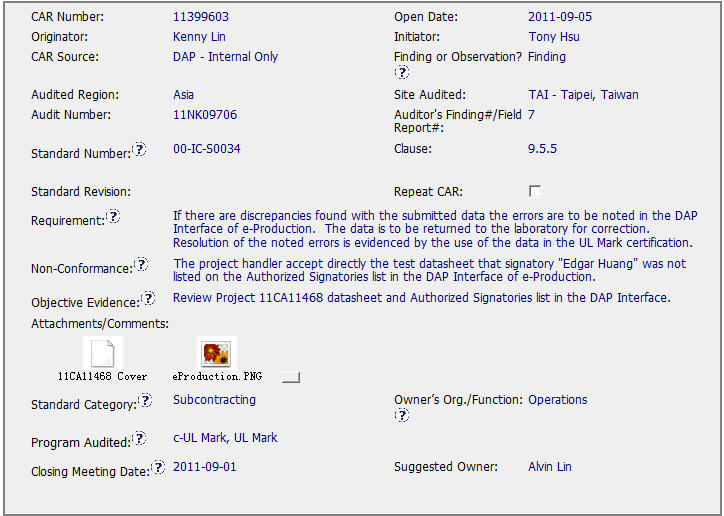 CAR Number: 11399603 Open Date: 2011-09-05
Originator: Kenny Lin Initiator: Tony Hsu
CAR Source: DAP - Internal Only Finding or Observation? Finding
?
Audited Region: Asia Site Audited: TAI - Taipei, Taiwan
Audit Number: 11NK09706 Auditor's Finding#/Field 7
Report#:
Standard Number: ? 00-IC-S0034 Clause: 9.5.5
Standard Revision: Repeat CAR:
Requirement: ? If there are discrepancies found with the submitted data the errors are to be noted in the DAP
Interface of e-Production. The data is to be returned to the laboratory for correction.
Resolution of the noted errors is evidenced by the use of the data in the UL Mark certification.
Non-Conformance: ? The project handler accept directly the test datasheet that signatory "Edgar Huang" was not
listed on the Authorized Signatories list in the DAP Interface of e-Production.
Objective Evidence: ? Review Project 11CA11468 datasheet and Authorized Signatories list in the DAP Interface.
Attachments/Comments:
11CA11468 Cover eProduction.PNG
Standard Category: ? Subcontracting Owner's Org./Function: Operations
?
Program Audited: ? c-UL Mark, UL Mark
Closing Meeting Date: ? 2011-09-01 Suggested Owner: Alvin Lin